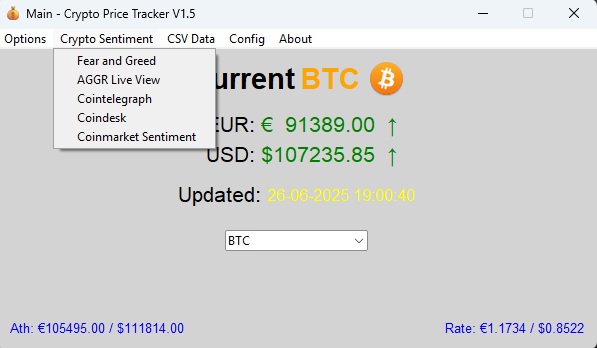 Main - Crypto Price Tracker V1.5
Options Crypto Sentiment CSV Data Config About
Fear and Greed
AGGR Live View
Cointelegraph
Coindesk
Coinmarket Sentiment
urrent BTC
EUR: € 91389.00 ↑
USD: $107235.85 ↑
Updated: 26-06-2025 19:00:40
BTC
Ath: €105495.00 / $111814.00
Rate: €1.1734 / $0.8522